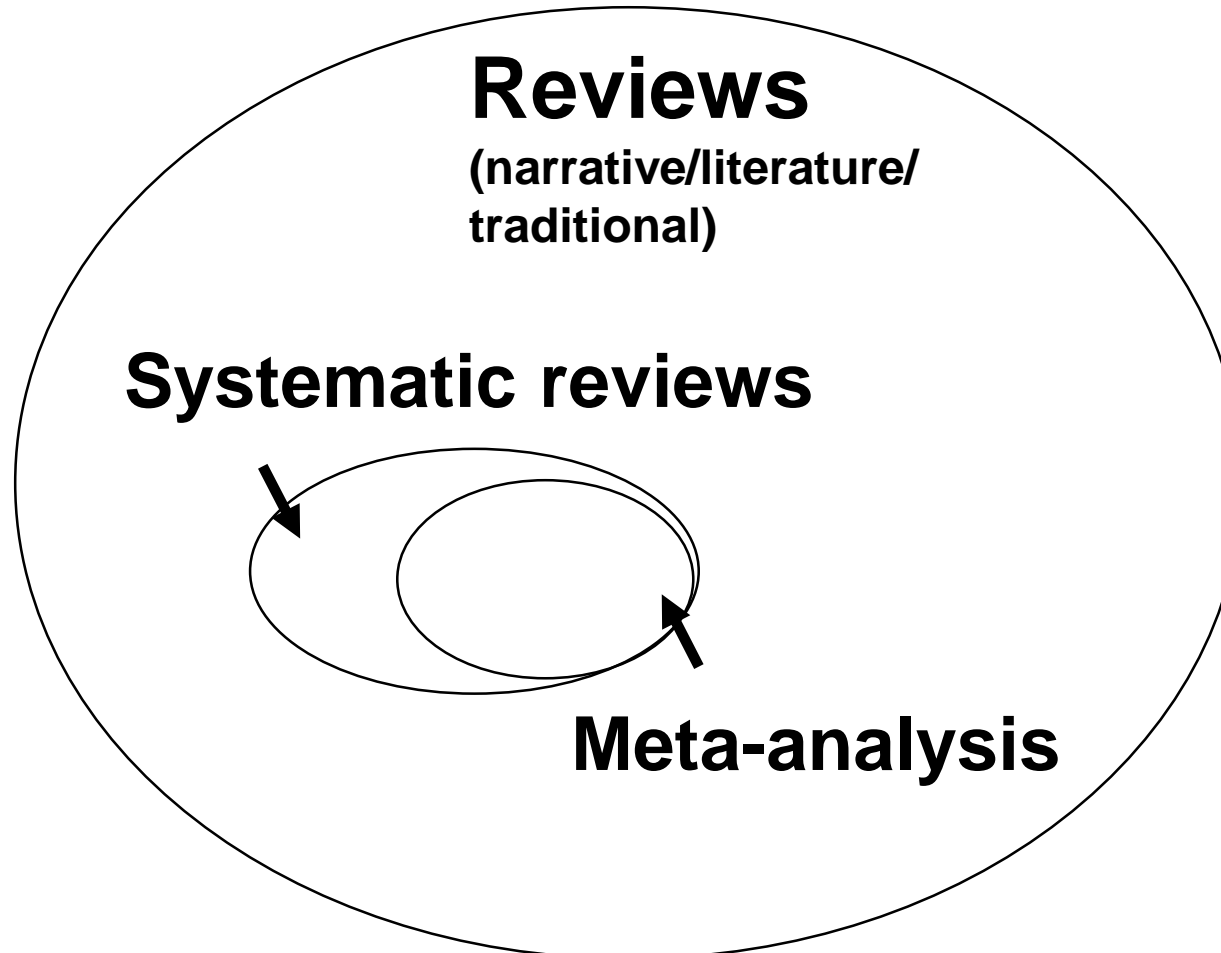 Reviews
(narrative/literature/
traditional)
Systematic reviews
Meta-analysis